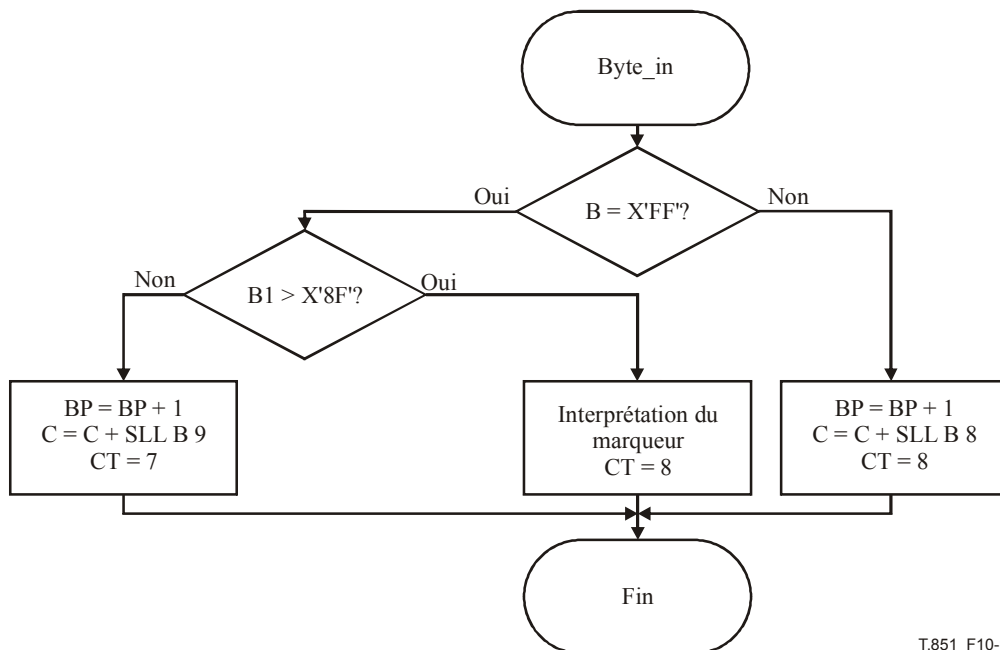 Byte_in
Oui
B = X'FF'?
Non
Non
B1 > X'8F'?
Oui
BP = BP + 1
C = C + SLL B 9
CT = 7
Interprétation du
marqueur
CT = 8
BP = BP + 1
C = C + SLL B 8
CT = 8
Fin
T.851_F10-